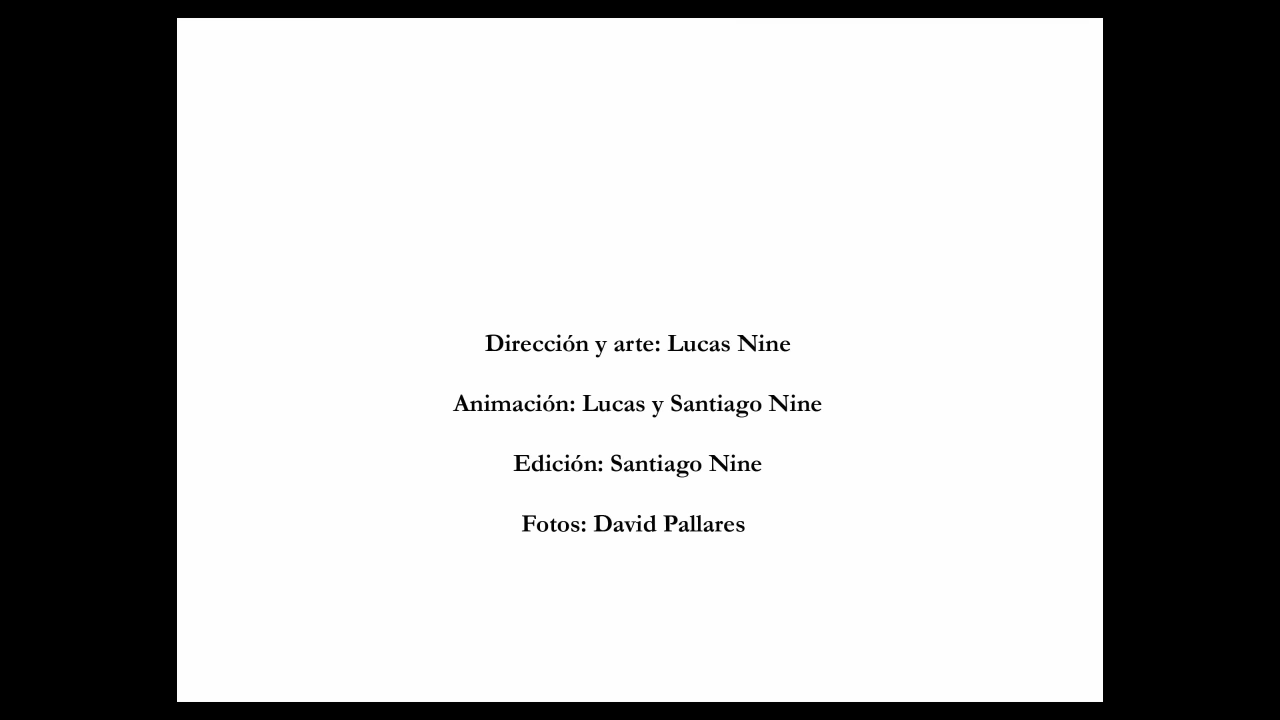 Dirección y arte: Lucas Nine
Animación: Lucas y Santiago Nine
Edición: Santiago Nine
Fotos: David Pallares